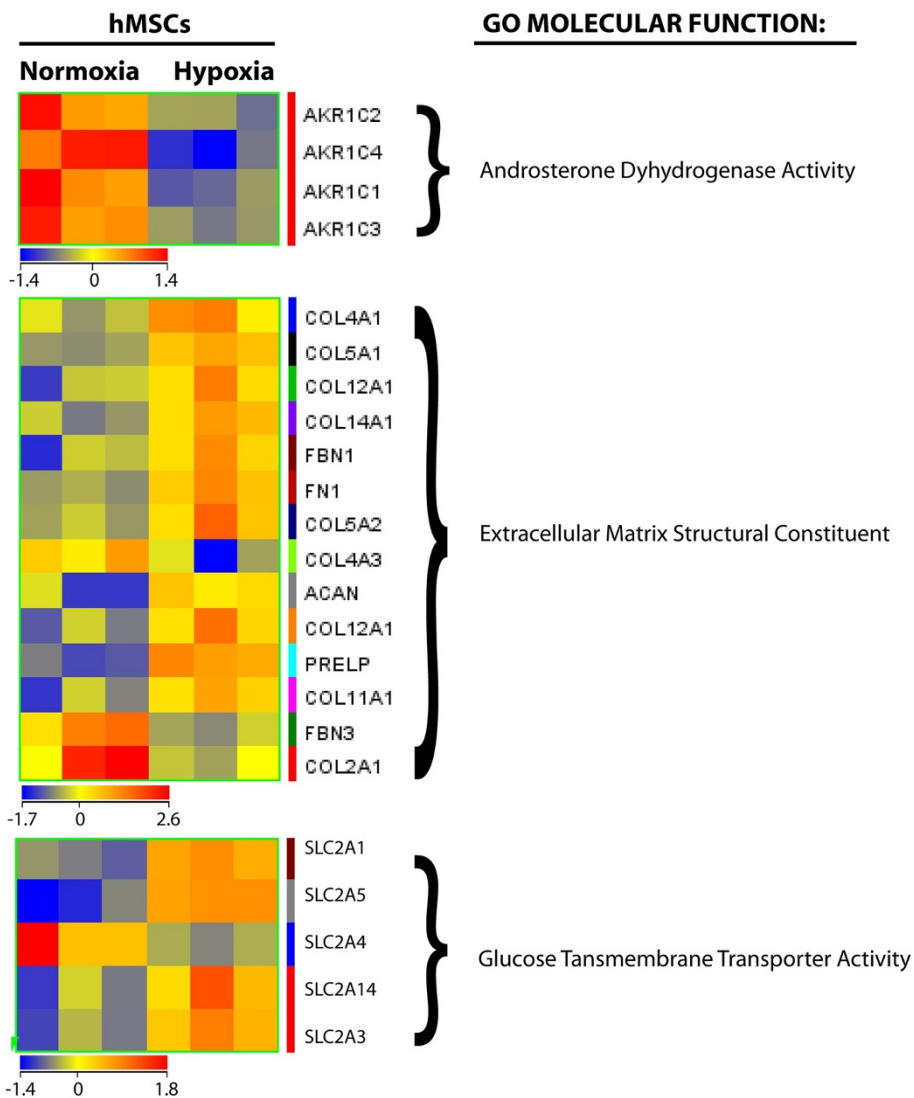 hMSCs
GO MOLECULAR FUNCTION:
Normoxia Hypoxia
AKR1C2
AKR1C4
AKR1C1
AKR1C3
Androsterone Dyhydrogenase Activity
-1.4 0 1.4
COL4A1
COL5A1
COL12A1
COL14A1
FBN1
FN1
COL5A2
COL4A3
ACAN
COL12A1
PRELP
COL11A1
FBN3
COL2A1
Extracellular Matrix Structural Constituent
-1.7 0 2.6
SLC2A1
SLC2A5
SLC2A4
SLC2A14
SLC2A3
Glucose Tansmembrane Transporter Activity
-1.4 0 1.8